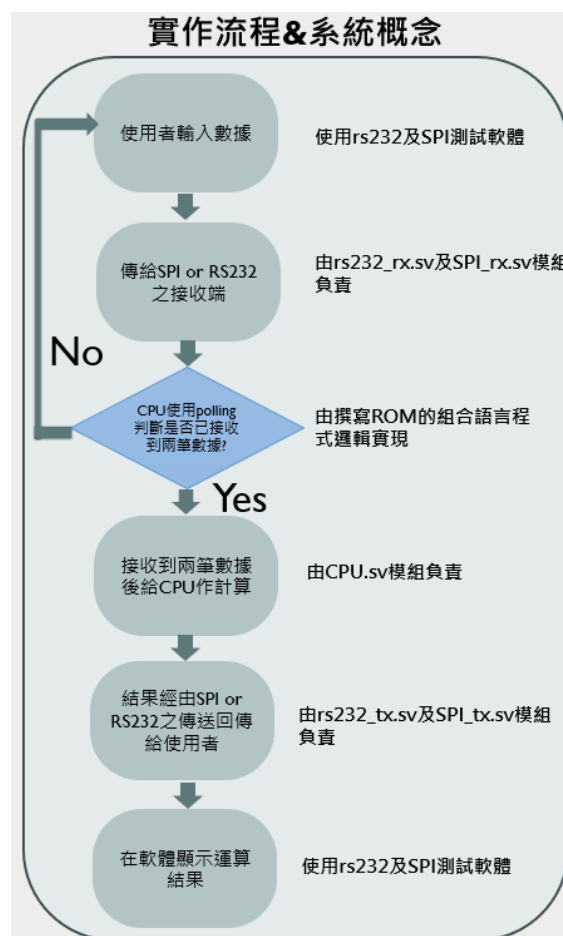 實作流程&系統概念
使用者輸入數據
使用rs232及SPI測試軟體
傳給SPI or RS232
之接收端
由rs232_rx.sv及SPI_rx.sv模組
負責
No
CPU使用polling
判斷是否已接收
到兩筆數據?
由撰寫ROM的組合語言程
式邏輯實現
Yes
接收到兩筆數據
後給CPU作計算
由CPU.sv模組負責
結果經由SPI or
RS232之傳送回傳
給使用者
由rs232_tx.sv及SPI_tx.sv模組
負責
在軟體顯示運算
結果
使用rs232及SPI測試軟體